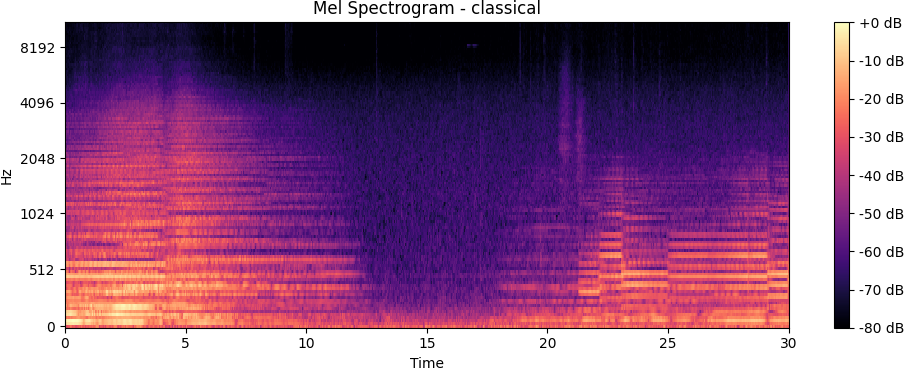 Mel Spectrogram - classical
Hz
8192
4096
2048
1024
512
0
0 5 10 15 20 25 30
Time
+0 dB
-10 dB
-20 dB
-30 dB
-40 dB
-50 dB
-60 dB
-70 dB
-80 dB